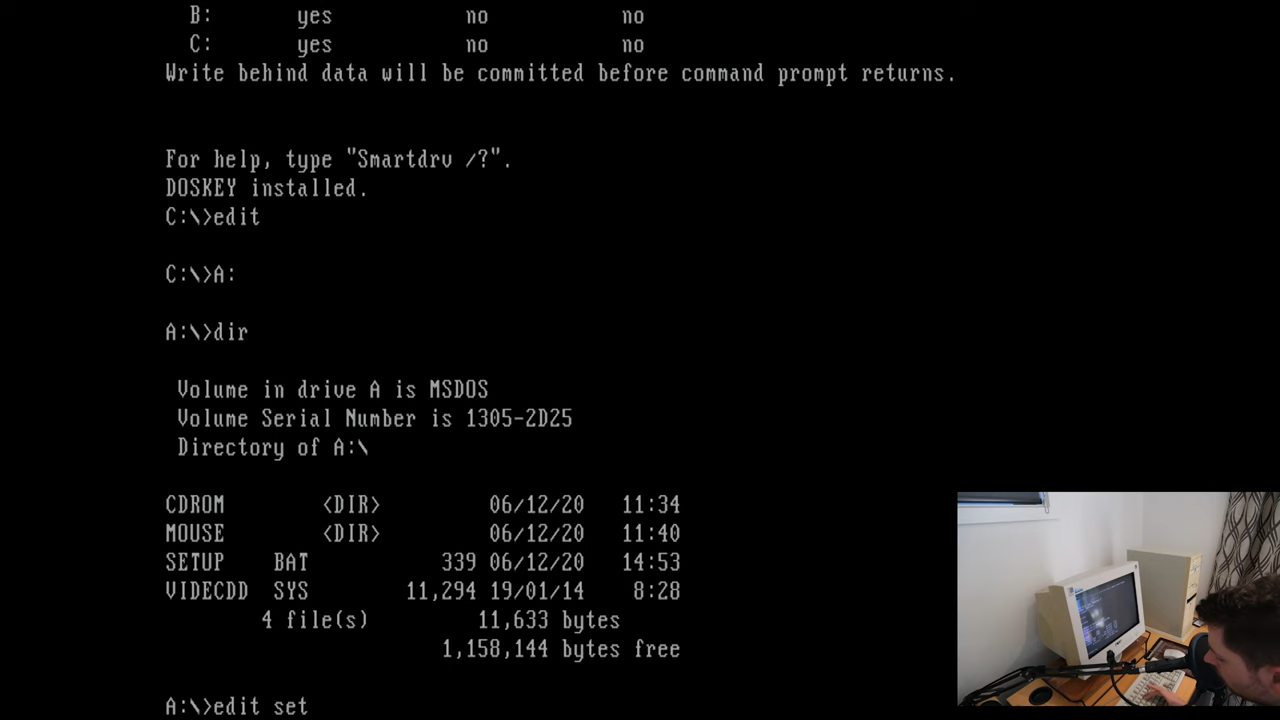 B: yes no no
C: yes no no
Write behind data will be committed before command prompt returns.
For help, type "Smartdrv /?".
DOSKEY installed.
C:\>edit
C:\>A:
A:\>dir
Volume in drive A is MSDOS
Volume Serial Number is 1305-2D25
Directory of A:\
CDROM <DIR> 06/12/20 11:34
MOUSE <DIR> 06/12/20 11:40
SETUP BAT 339 06/12/20 14:53
VIDECDD SYS 11,294 19/01/14 8:28
4 file(s) 11,633 bytes
1,158,144 bytes free
A:\>edit set